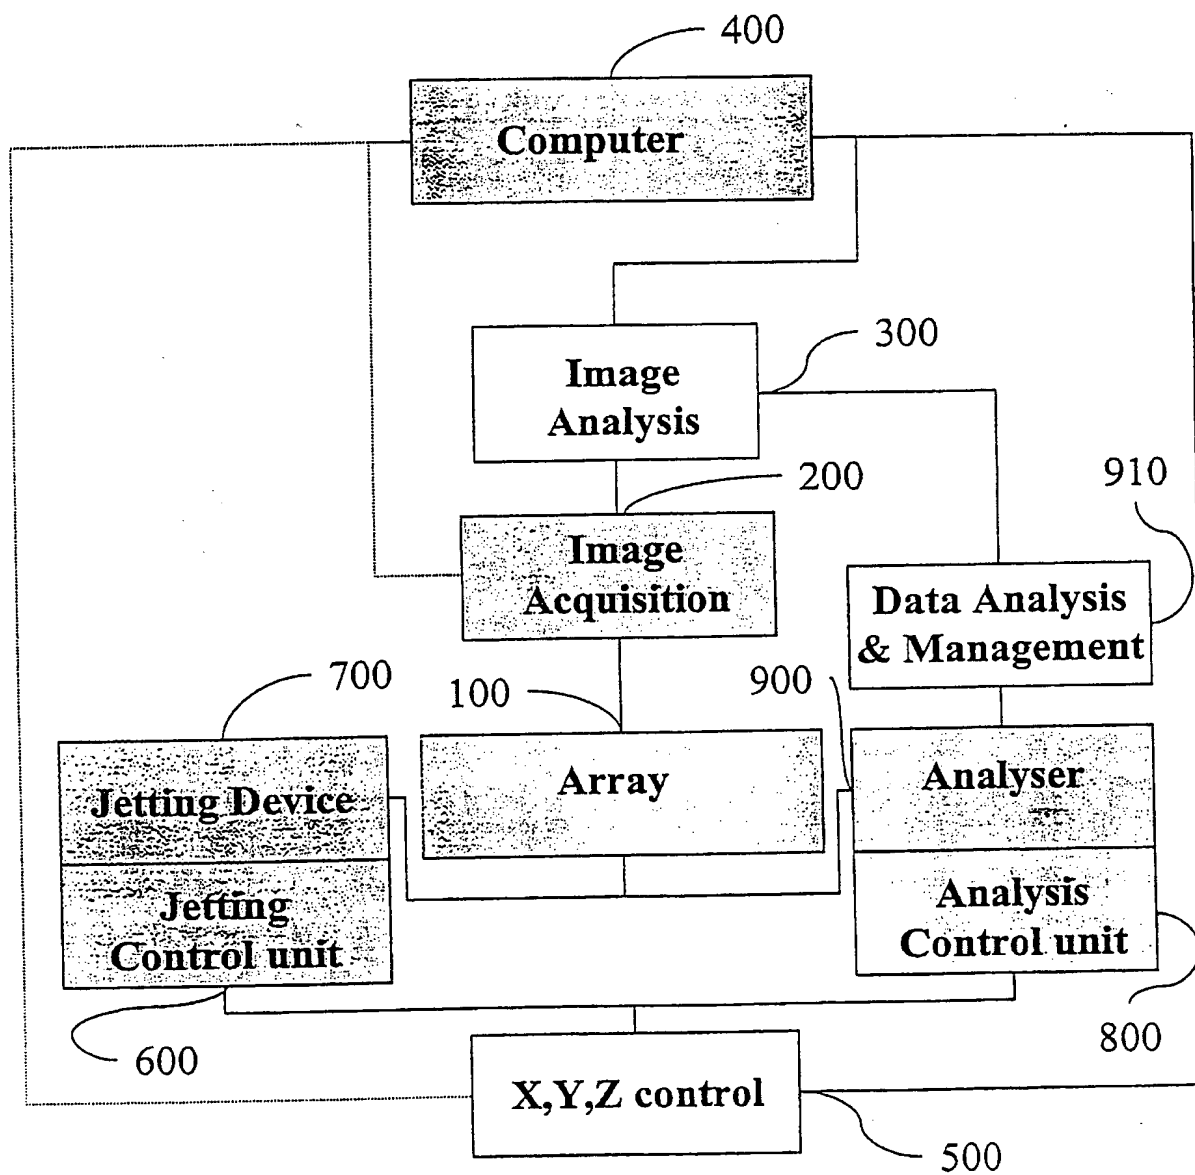 400
Computer
300
Image
Analysis
200
910
Image
Acquisition
Data Analysis
& Management
700
100
900
Jetting Device
Array
Analyser
Jetting
Control unit
Analysis
Control unit
600
800
X,Y,Z control
500